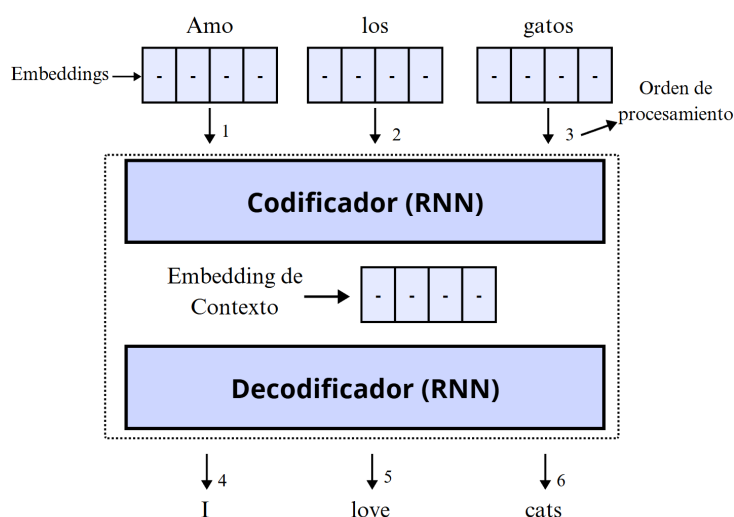 Amo los gatos
Embeddings
- - - -
- - - -
- - - -
Orden de
procesamiento
1 2 3
Codificador (RNN)
Embedding de
Contexto
- - - -
Decodificador (RNN)
4 5 6
I love cats